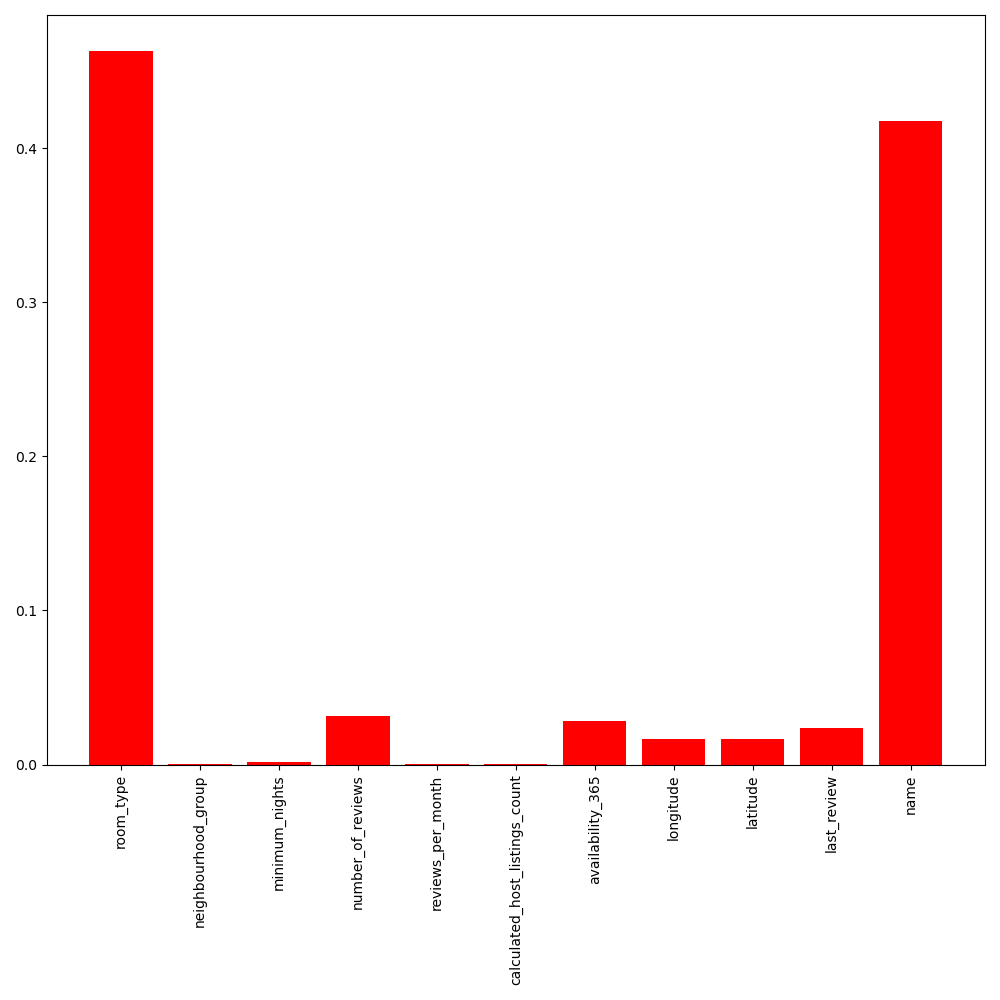 0.4
0.3
0.2
0.1
0.0
room_type
neighbourhood_group
minimum_nights
number_of_reviews
reviews_per_month
calculated_host_listings_count
availability_365
longitude
latitude
last_review
name